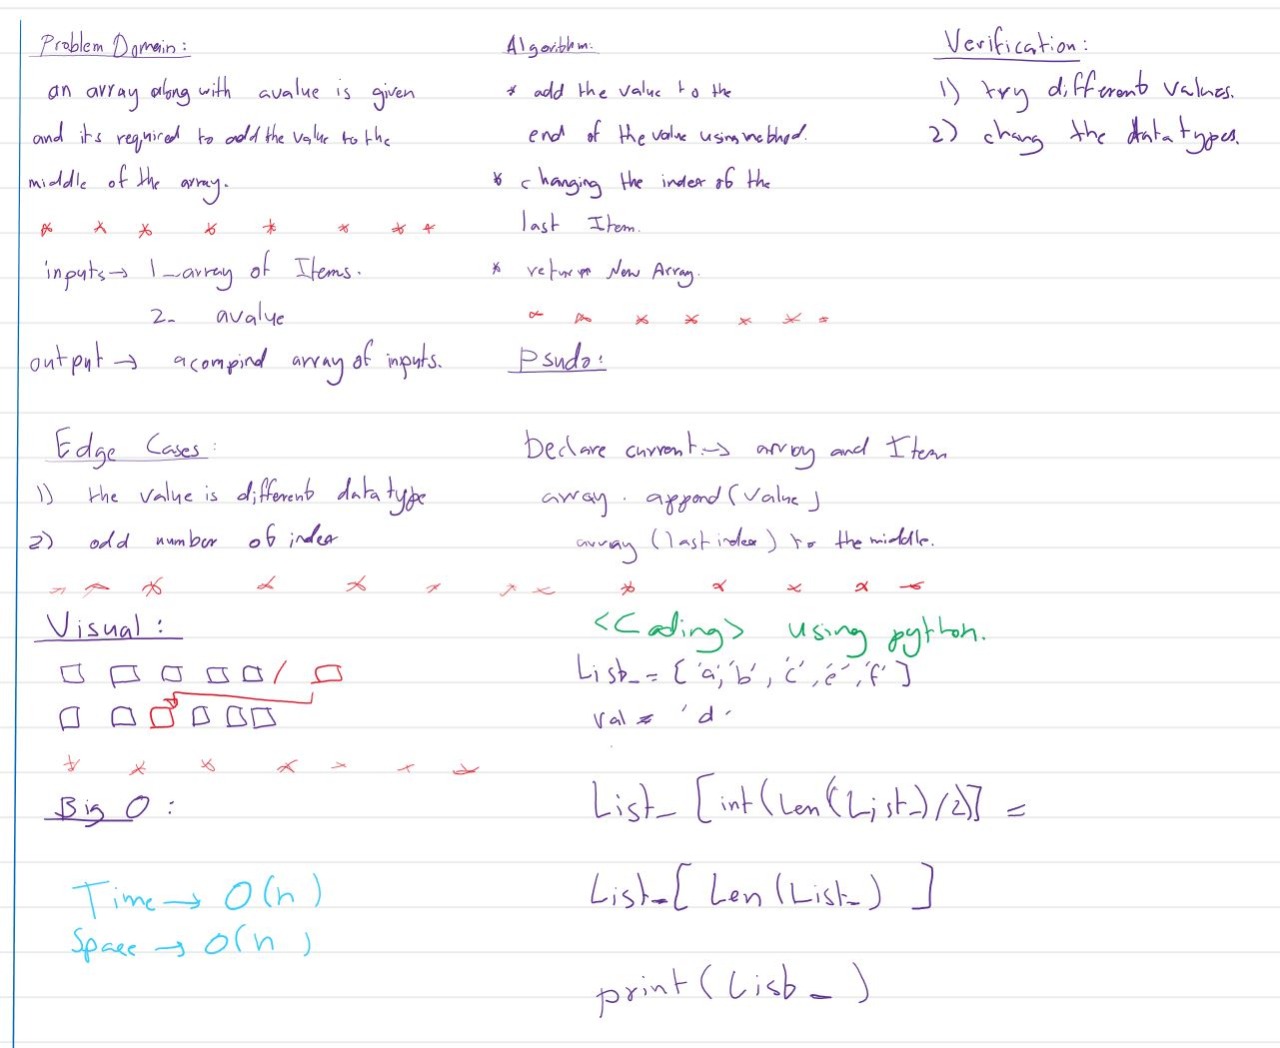 Problem Domain:
an array along with avalue is given
and its required to add the value to the
middle of the array.
inputs→ 1_array of Items.
2- avalue
output → acompind array of inputs.
Edge Cases:
1) the value is different data type
2) odd number of index
Visual:
Big O:
Time → O(n)
Space → O(n)
Algorithm:
* add the value to the
end of the value using method.
* changing the index of the
last Item.
* return New Array.
Psudo:
Declare current → array and Item
array. append(value)
array (last index) to the middle.
<Coding> using python.
List_= ['a','b','c','e','f']
val = 'd'
List_[int(Len(List_)/2)] =
List_[Len(List_)]
print(List_)
Verification:
1) try different values.
2) chang the data types.